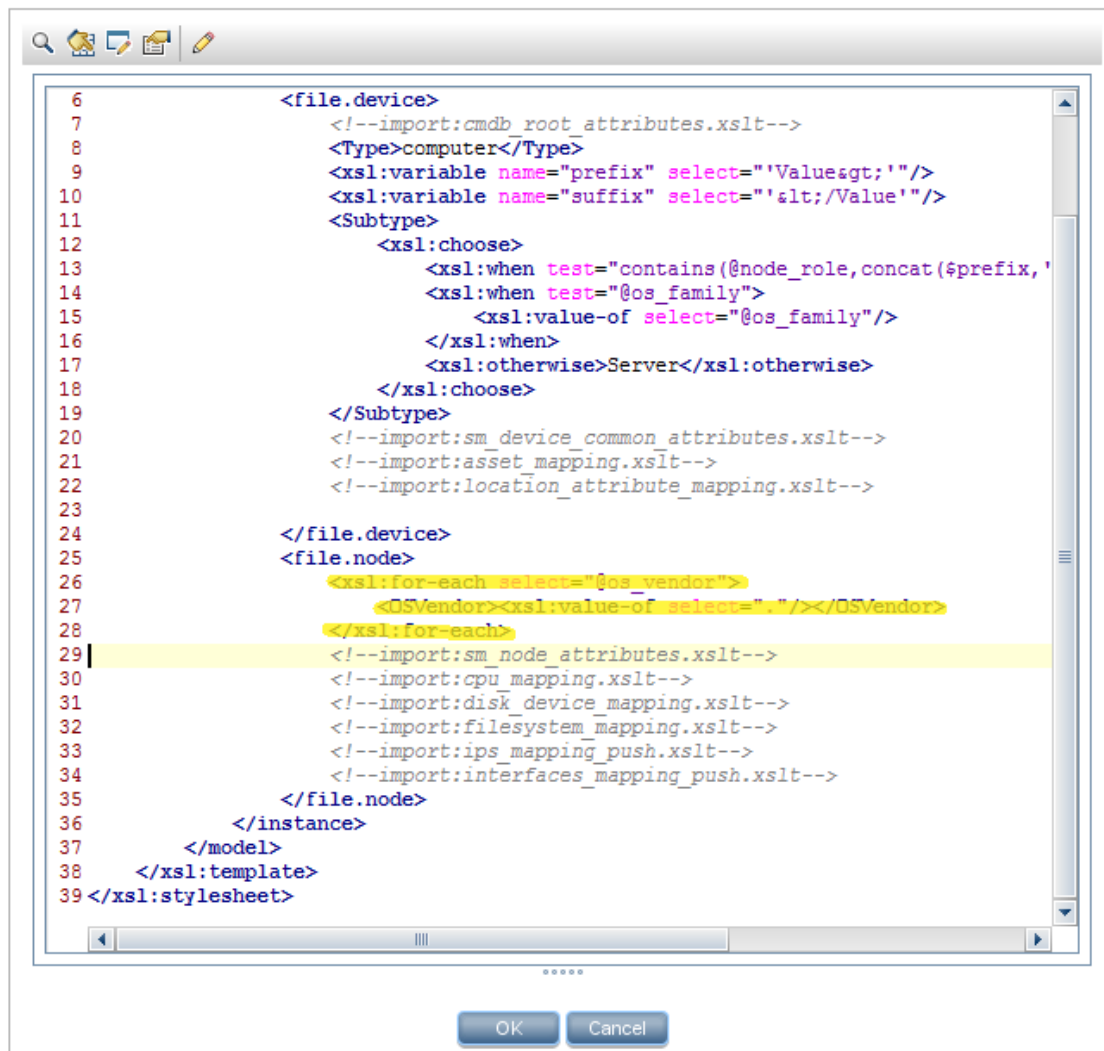 6 <file.device>
7 <!--import:cmdb_root_attributes.xslt-->
8 <Type>computer</Type>
9 <xsl:variable name="prefix" select="'Value&gt;'"/>
10 <xsl:variable name="suffix" select="'&lt;/Value'"/>
11 <Subtype>
12 <xsl:choose>
13 <xsl:when test="contains(@node_role,concat($prefix,'
14 <xsl:when test="@os_family">
15 <xsl:value-of select="@os_family"/>
16 </xsl:when>
17 <xsl:otherwise>Server</xsl:otherwise>
18 </xsl:choose>
19 </Subtype>
20 <!--import:sm_device_common_attributes.xslt-->
21 <!--import:asset_mapping.xslt-->
22 <!--import:location_attribute_mapping.xslt-->
23
24 </file.device>
25 <file.node>
26 <xsl:for-each select="@os_vendor">
27 <OSVendor><xsl:value-of select="."/></OSVendor>
28 </xsl:for-each>
29 <!--import:sm_node_attributes.xslt-->
30 <!--import:cpu_mapping.xslt-->
31 <!--import:disk_device_mapping.xslt-->
32 <!--import:filesystem_mapping.xslt-->
33 <!--import:ips_mapping_push.xslt-->
34 <!--import:interfaces_mapping_push.xslt-->
35 </file.node>
36 </instance>
37 </model>
38 </xsl:template>
39 </xsl:stylesheet>
OK Cancel